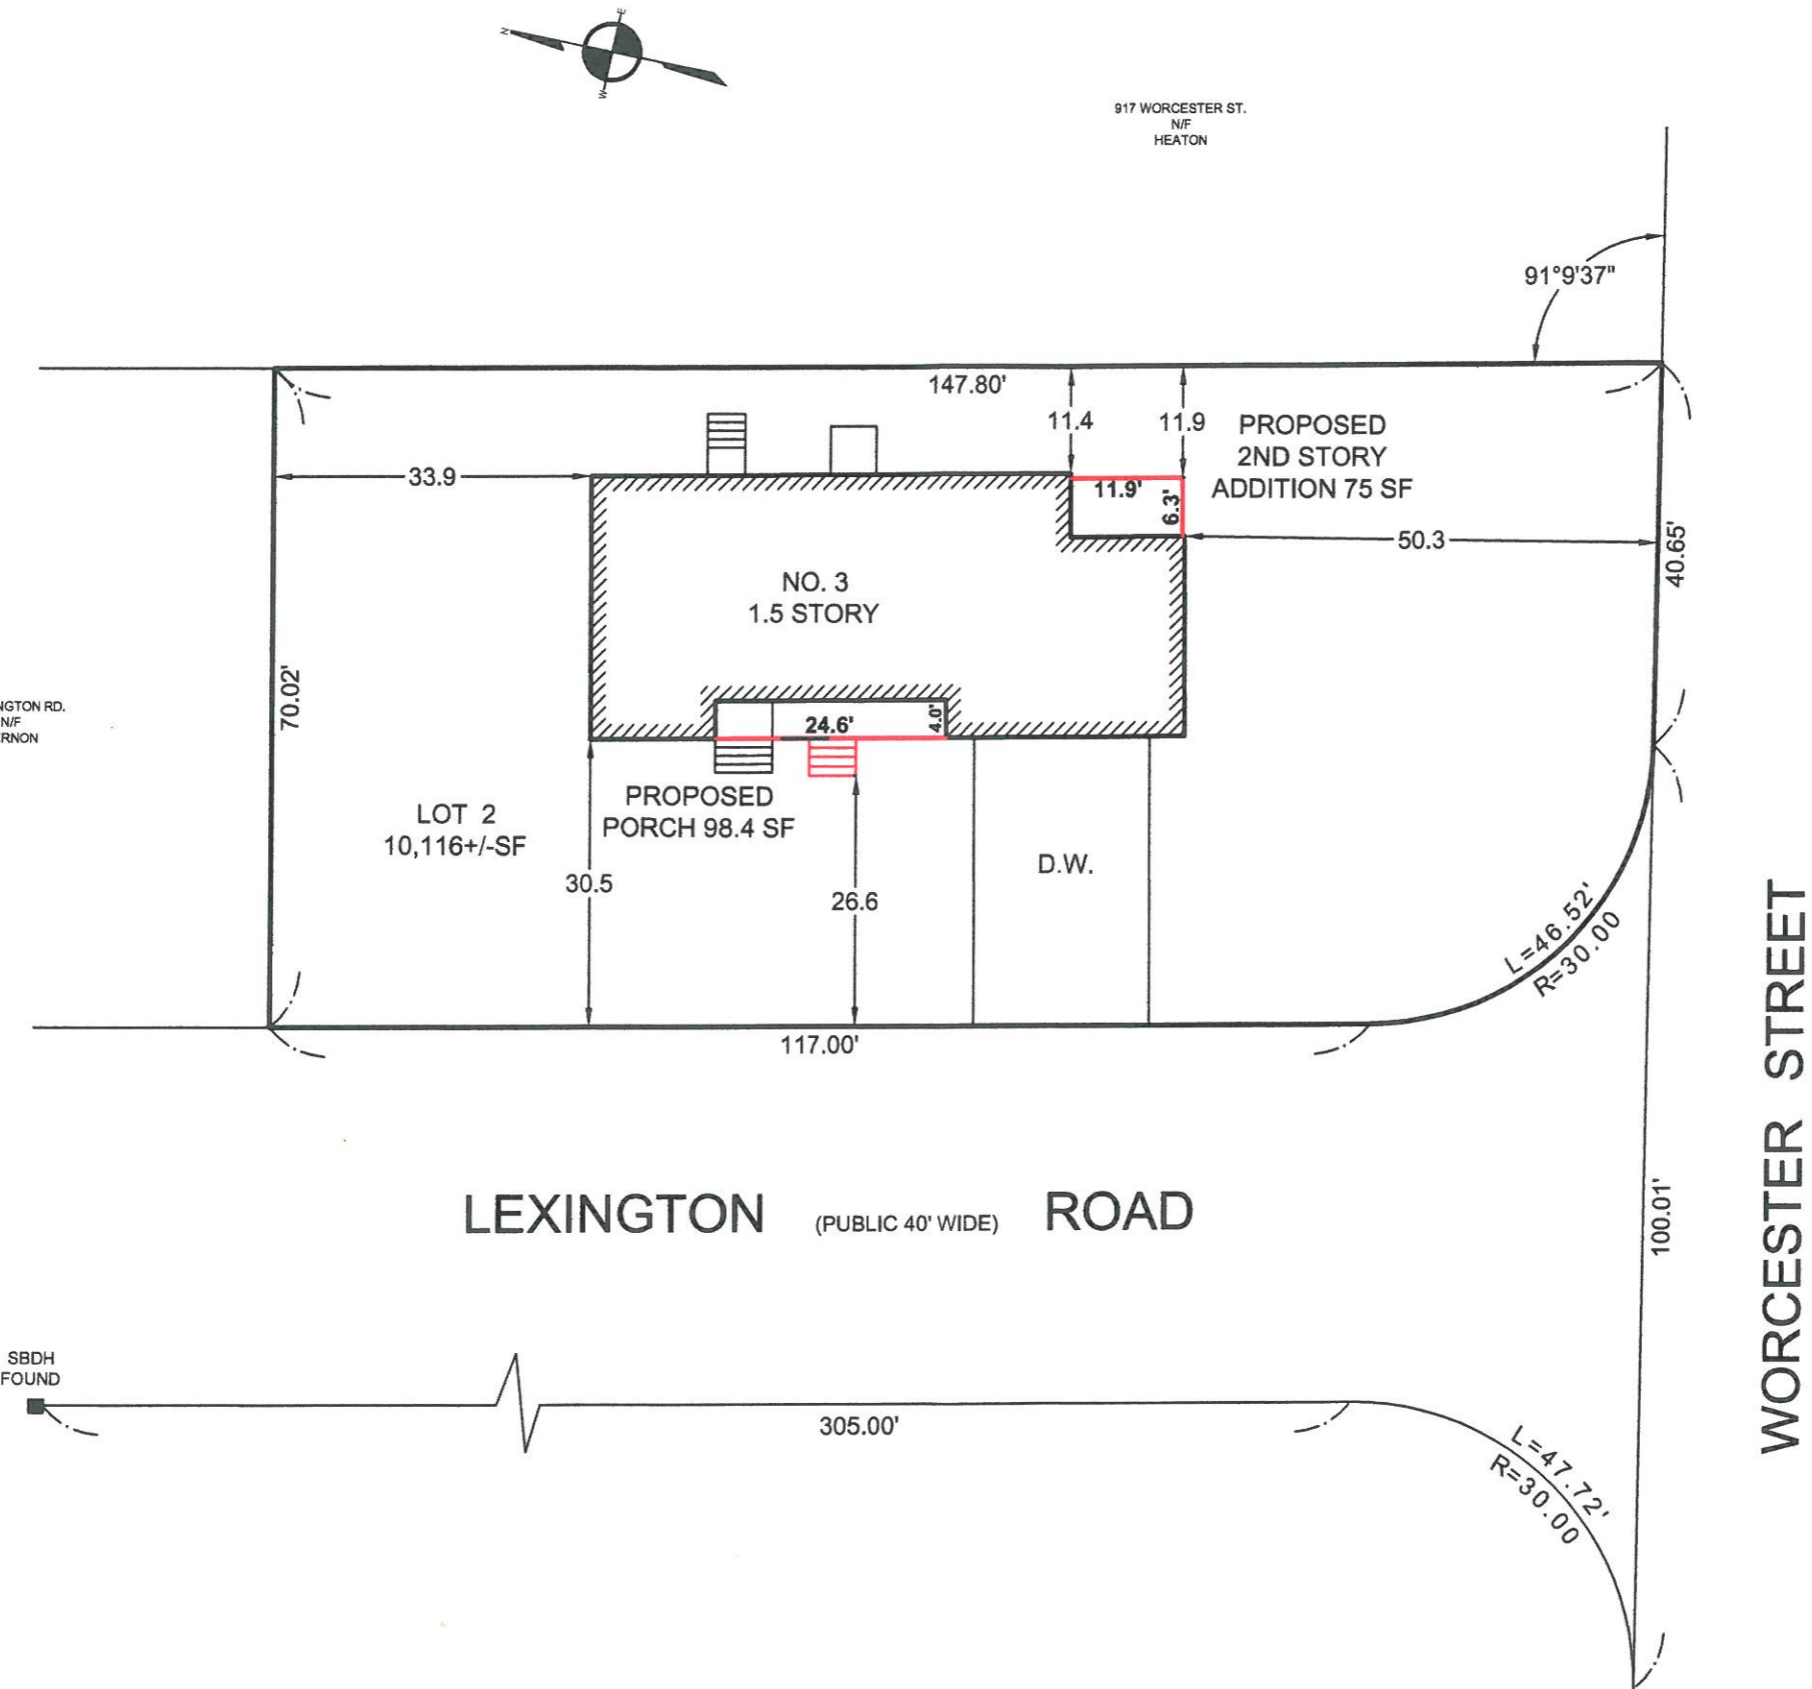 E
N
W
917 WORCESTER ST.
N/F
HEATON
91°9'37"
147.80'
11.4
11.9
PROPOSED
2ND STORY
ADDITION 75 SF
33.9
11.9'
6.3'
50.3
40.65'
NO. 3
1.5 STORY
70.02'
N/F
24.6'
4.0'
PROPOSED
PORCH 98.4 SF
LOT 2
10,116+/-SF
30.5
26.6
D.W.
L=46.52'
R=30.00
117.00'
WORCESTER STREET
LEXINGTON (PUBLIC 40' WIDE) ROAD
100.01'
SBDH
FOUND
305.00'
L=47.72'
R=30.00